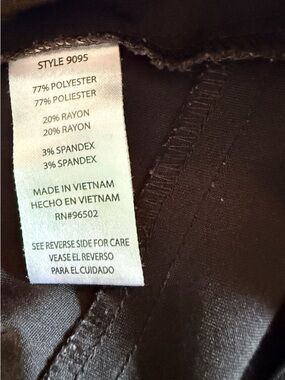 STYLE 9095
77% POLYESTER
77% POLIESTER
20% RAYON
20% RAYON
3% SPANDEX
3% SPANDEX
MADE IN VIETNAM
HECHO EN VIETNAM
RN#96502
SEE REVERSE SIDE FOR CARE
VEASE EL REVERSO
PARA EL CUIDADO